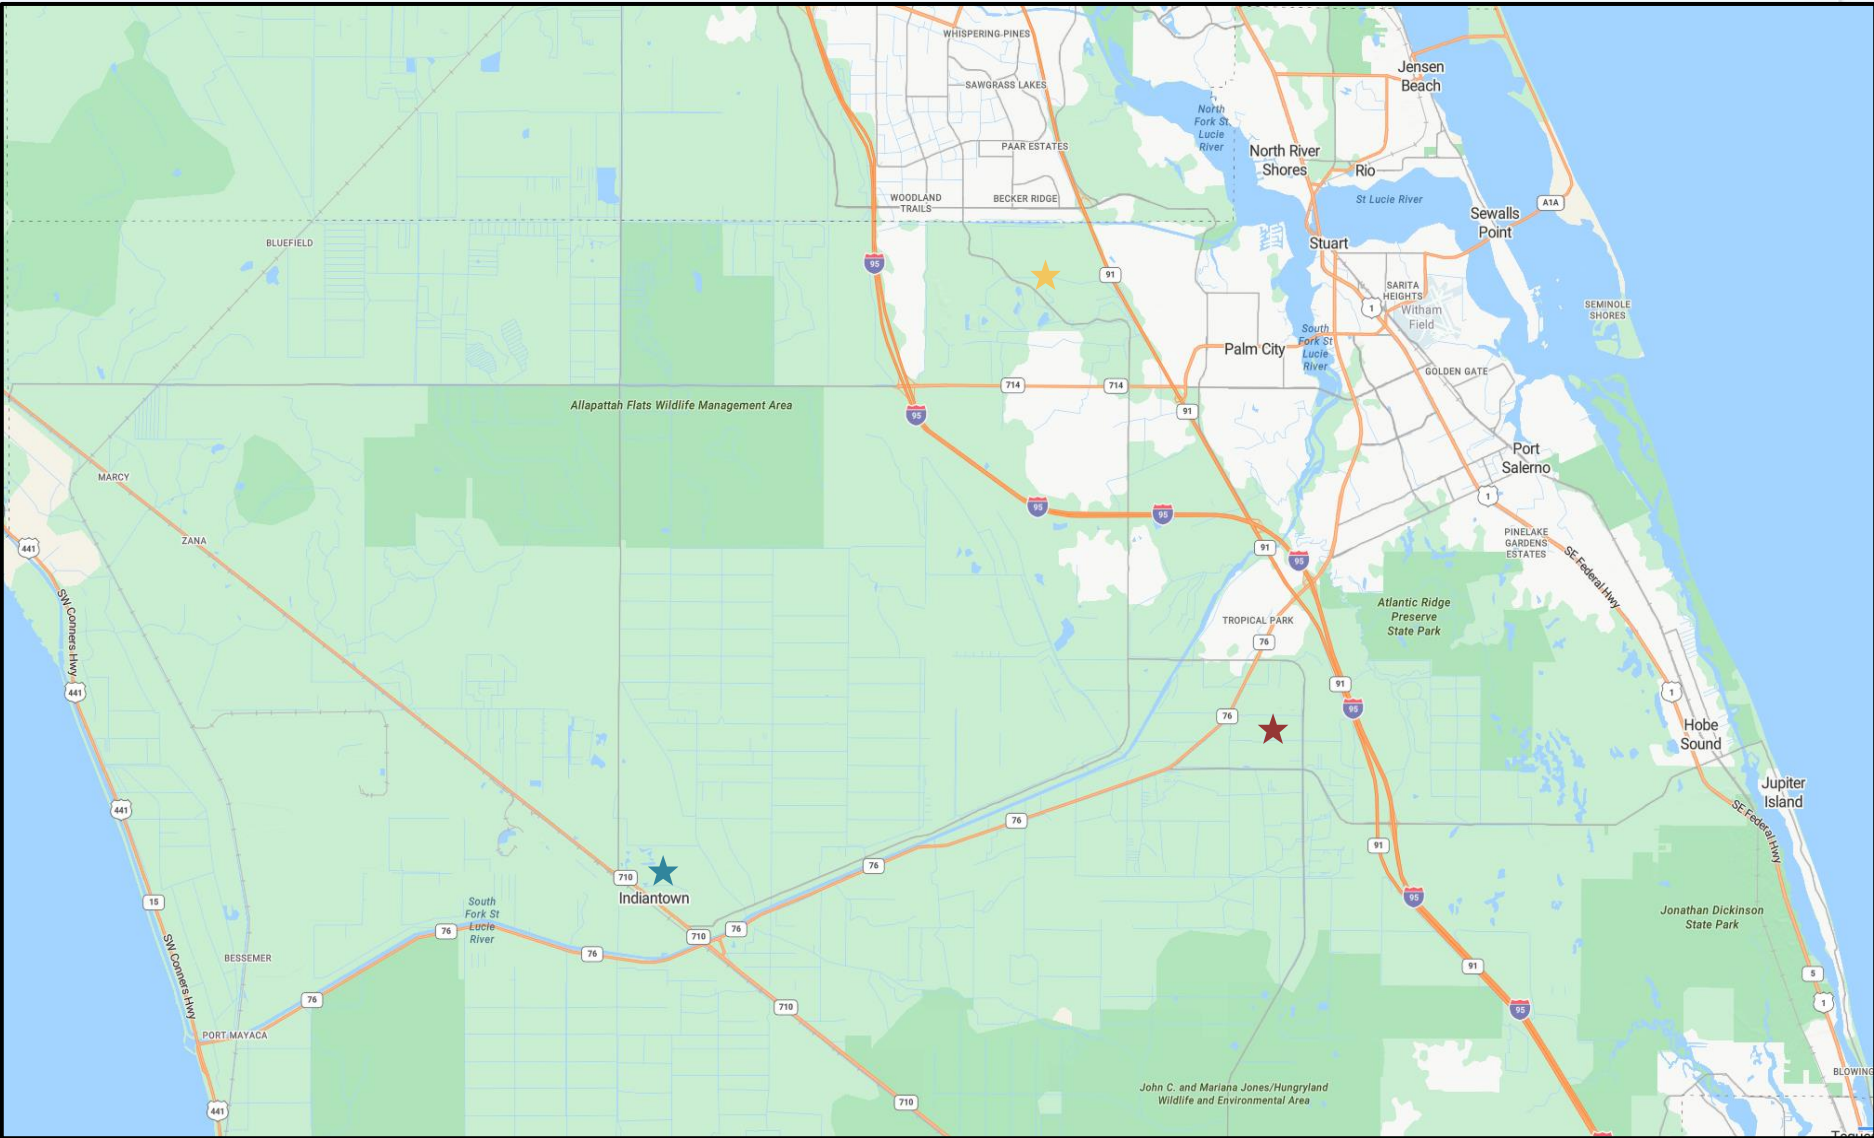 WHISPERING PINES
Jensen
Beach
SAWGRASS LAKES
North
Fork St
Lucie
River
PAAR ESTATES
North River
Shores
Rio
WOODLAND
TRAILS
BECKER RIDGE
St Lucie River
A1A
Sewalls
Point
BLUEFIELD
Stuart
95
91
SARITA
HEIGHTS
1
Witham
Field
SEMINOLE
SHORES
South
Fork St
Lucie
River
Palm City
GOLDEN GATE
714
714
Allapattah Flats Wildlife Management Area
95
91
Port
Salerno
MARCY
1
95
95
ZANA
441
91
95
PINELAKE
GARDENS
ESTATES
SE Federal Hwy
SW Conners Hwy
Atlantic Ridge
Preserve
State Park
TROPICAL PARK
76
441
91
1
95
76
Hobe
Sound
Jupiter
Island
441
76
SE Federal Hwy
91
76
710
Indiantown
95
15
South
Fork St
Lucie
River
76
710
76
76
Jonathan Dickinson
State Park
SW Conners Hwy
BESSEMER
91
5
76
710
95
1
PORT MAYACA
BLOWING
John C. and Mariana Jones/Hungryland
Wildlife and Environmental Area
710
441